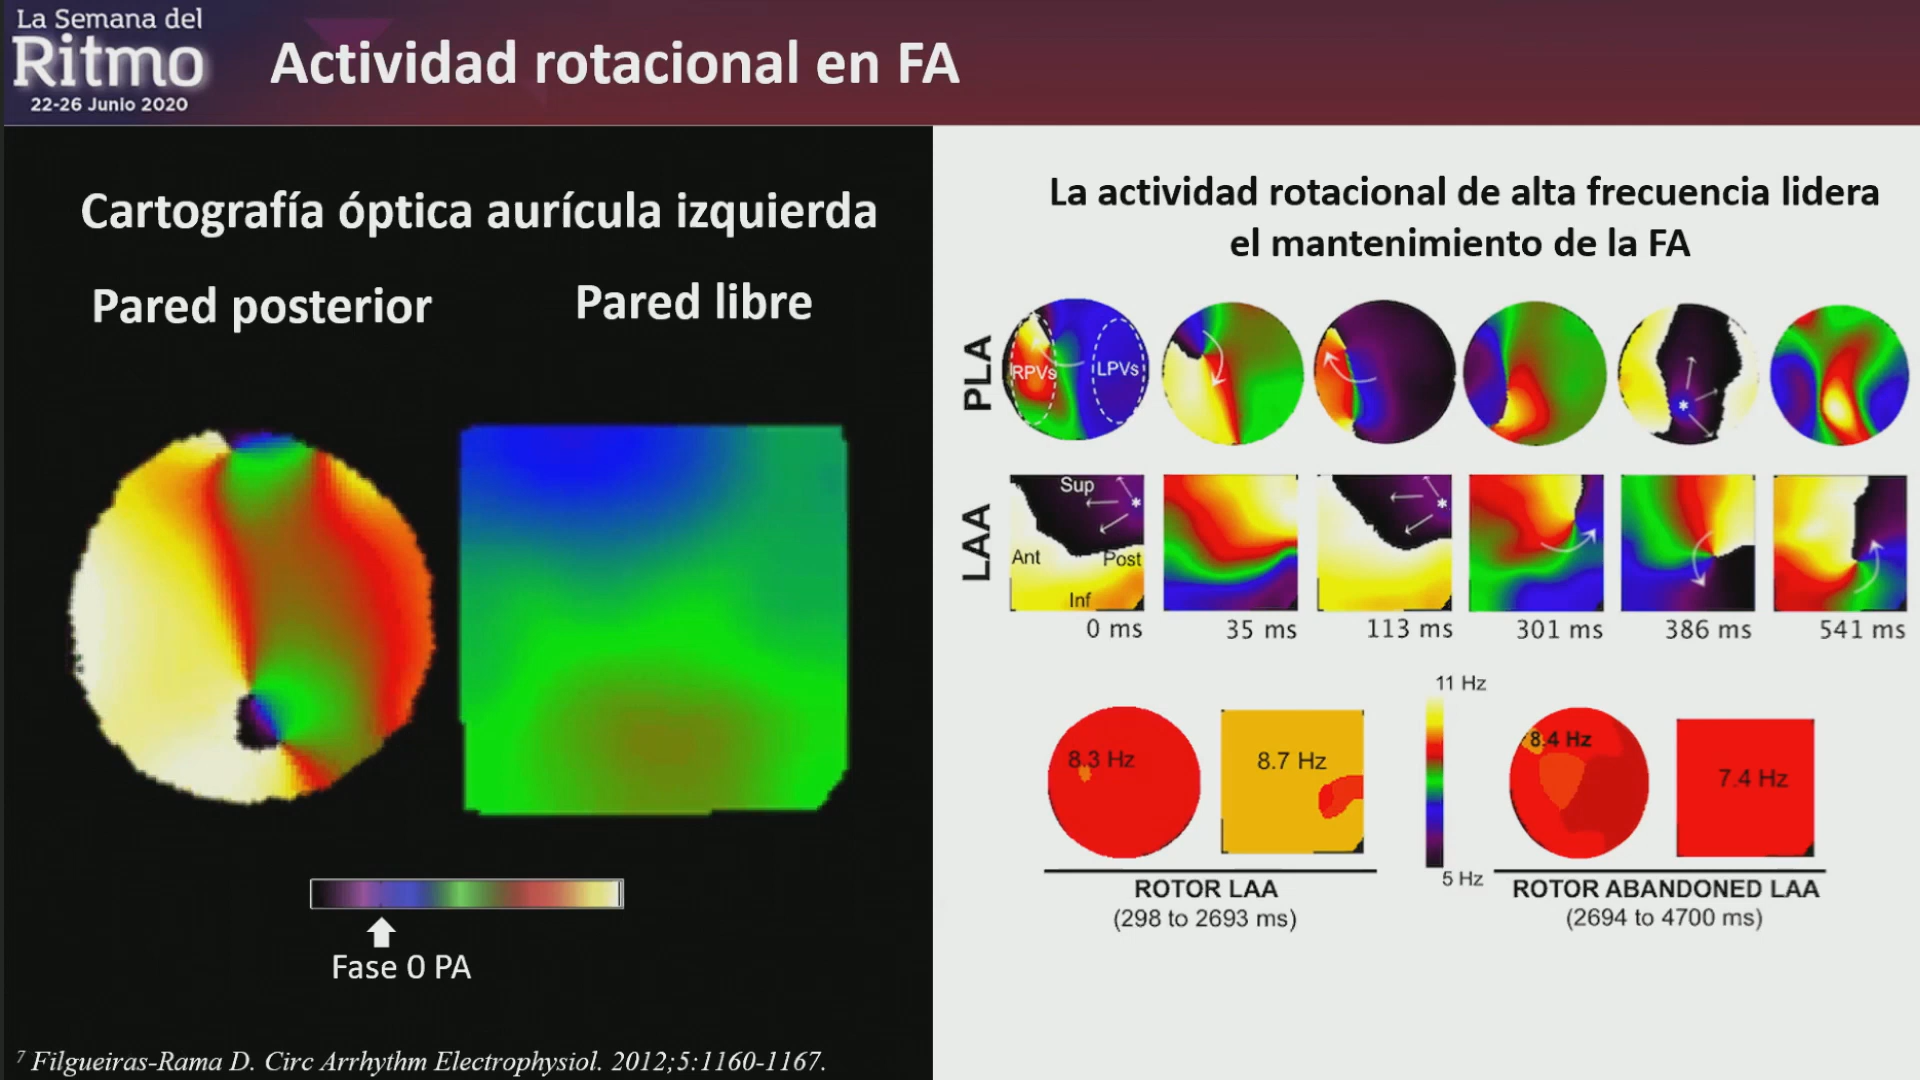 La Semana del
Ritmo
22-26 Junio 2020
Actividad rotacional en FA
Cartografía óptica aurícula izquierda
Pared posterior
Pared libre
Fase 0 PA
7 Filgueiras-Rama D. Circ Arrhythm Electrophysiol. 2012;5:1160-1167.
La actividad rotacional de alta frecuencia lidera
el mantenimiento de la FA
PLA
RPVs
LPVs
*
LAA
Sup
*
Ant
Post
Inf
*
0 ms
35 ms
113 ms
301 ms
386 ms
541 ms
8.3 Hz
8.7 Hz
11 Hz
5 Hz
8.4 Hz
7.4 Hz
ROTOR LAA
(298 to 2693 ms)
ROTOR ABANDONED LAA
(2694 to 4700 ms)